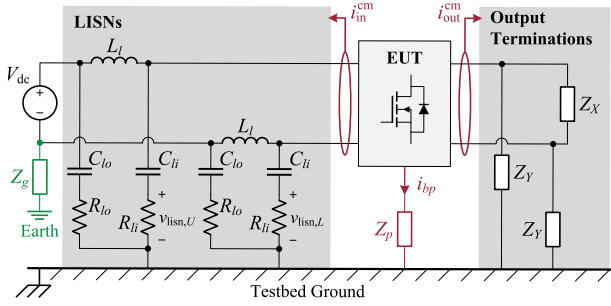 LISNs
i_in^cm
i_out^cm
Output
Terminations
L_l
EUT
V_dc
+
−
Z_X
L_l
C_lo
C_li
C_lo
C_li
Z_Y
Z_g
i_bp
R_lo
R_li
+
v_lisn,U
−
R_lo
R_li
+
v_lisn,L
−
Z_p
Z_Y
Earth
Testbed Ground